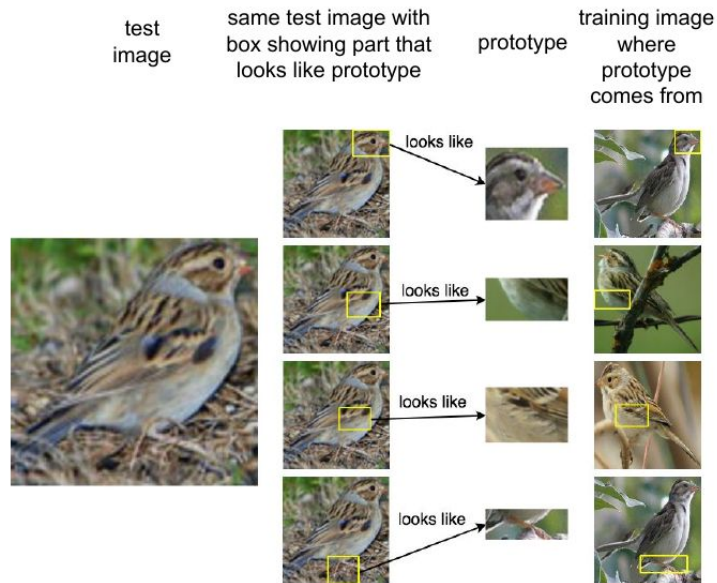 test
image
same test image with
box showing part that
looks like prototype
prototype
training image
where
prototype
comes from
looks like
looks like
looks like
looks like